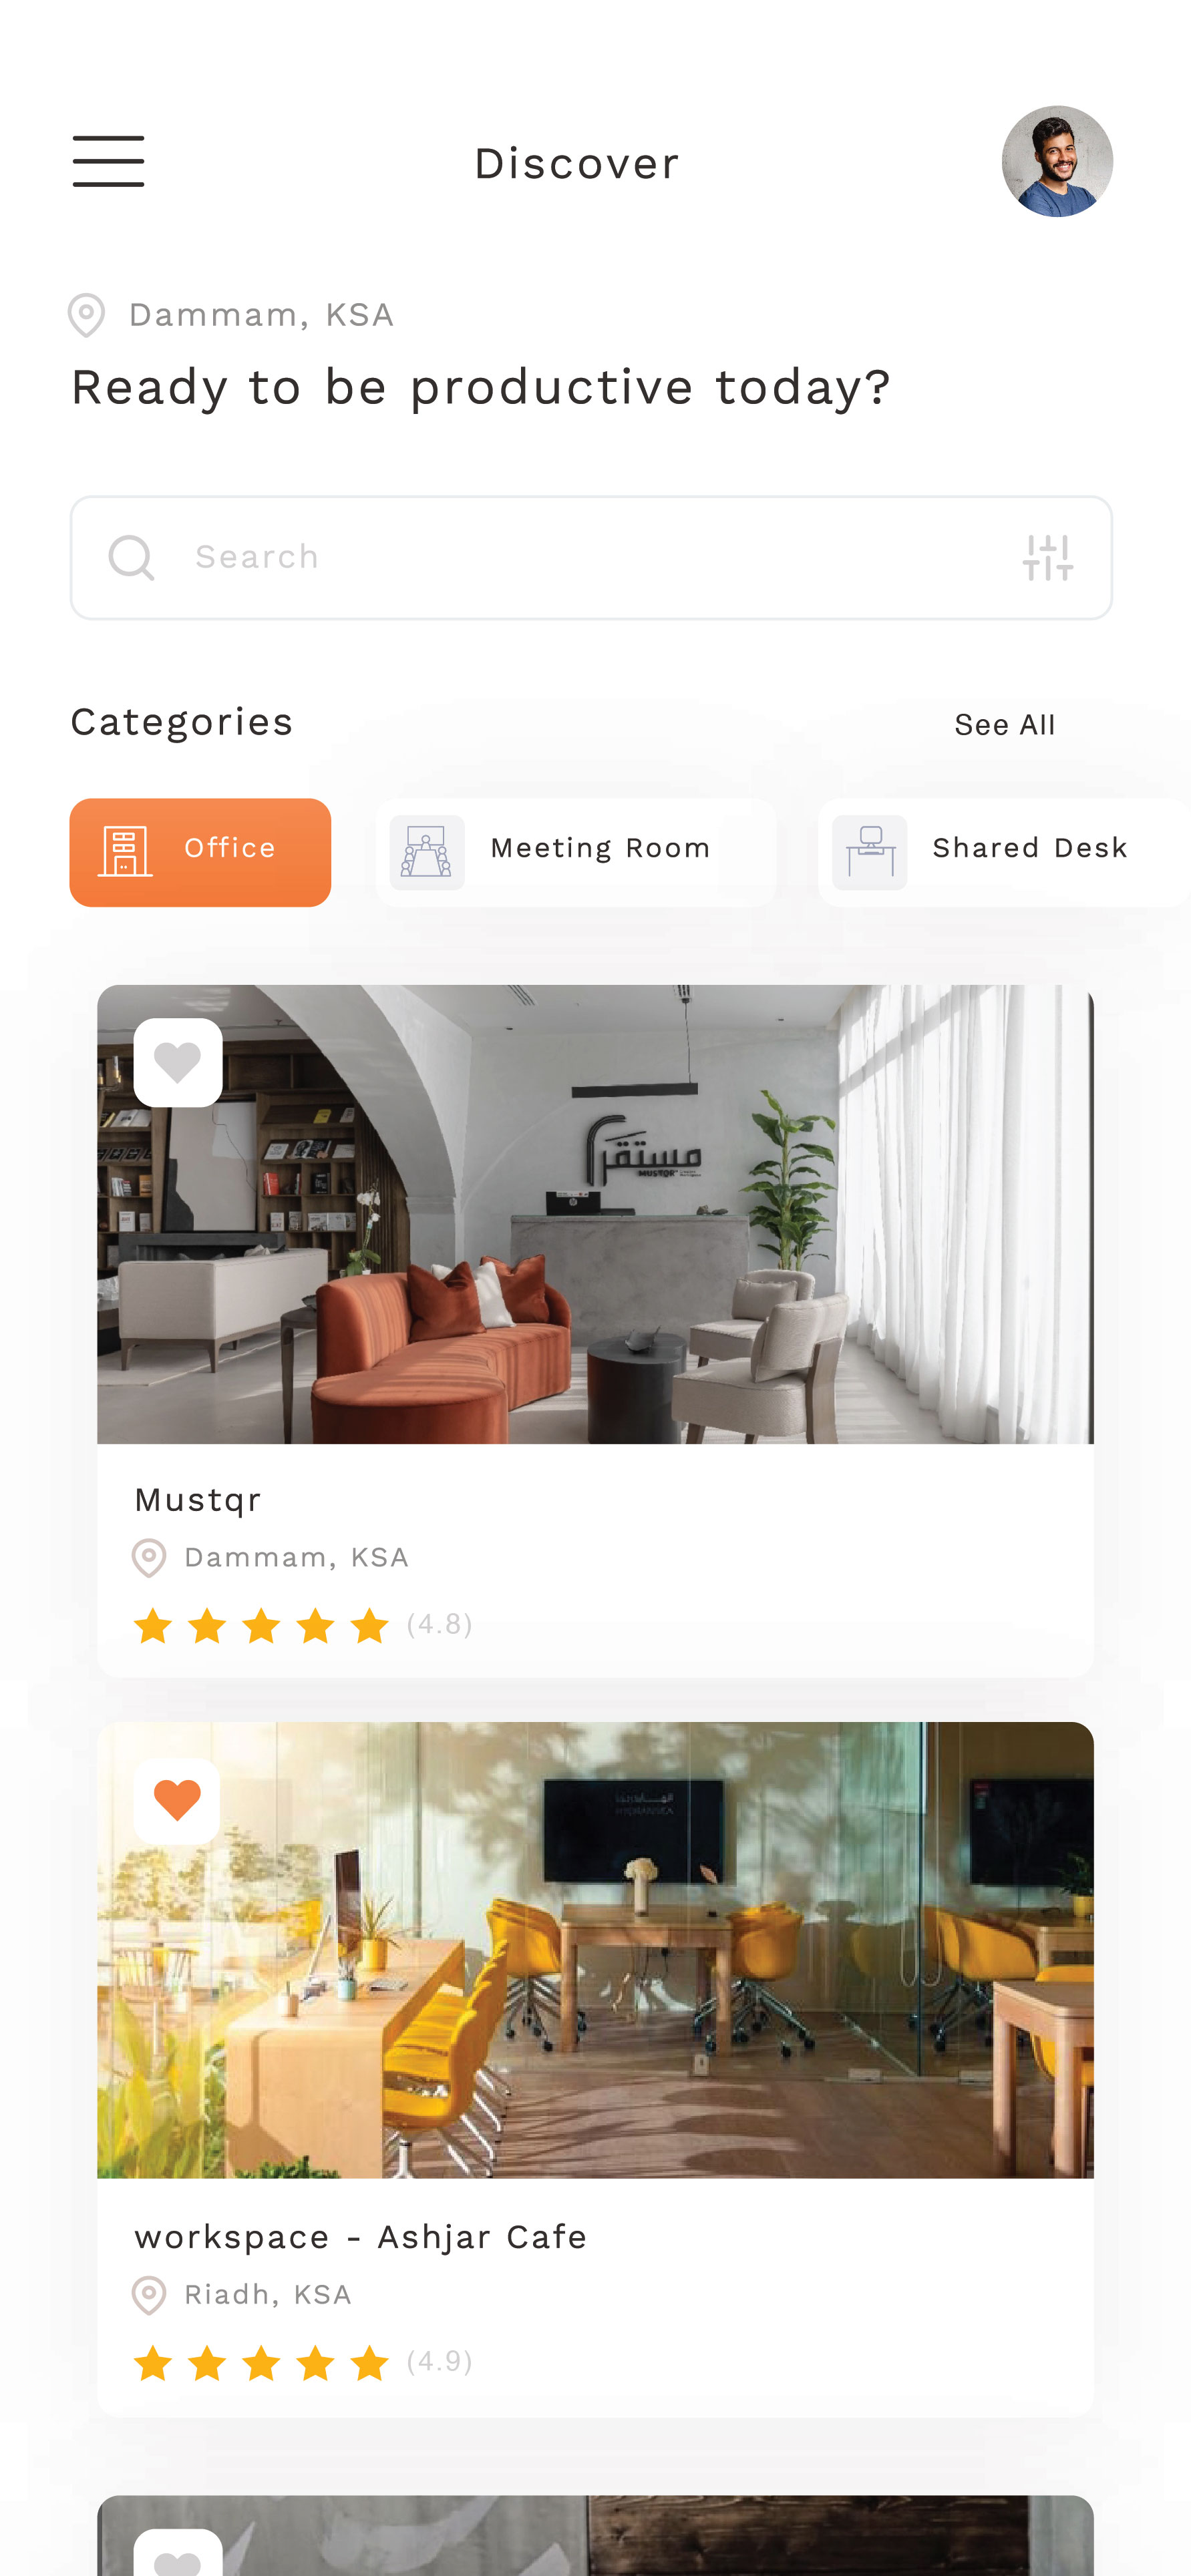 Discover
Dammam, KSA
Ready to be productive today?
Search
Categories
See All
Office
Meeting Room
Shared Desk
مستقر
MUSTQR
Mustqr
Dammam, KSA
(4.8)
workspace - Ashjar Cafe
Riadh, KSA
(4.9)